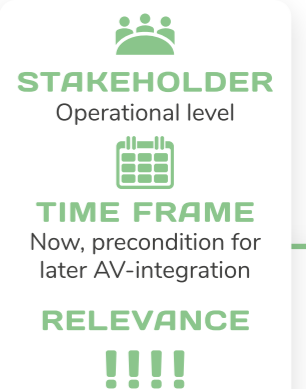 STAKEHOLDER
Operational level
TIME FRAME
Now, precondition for
later AV-integration
RELEVANCE
!!!!